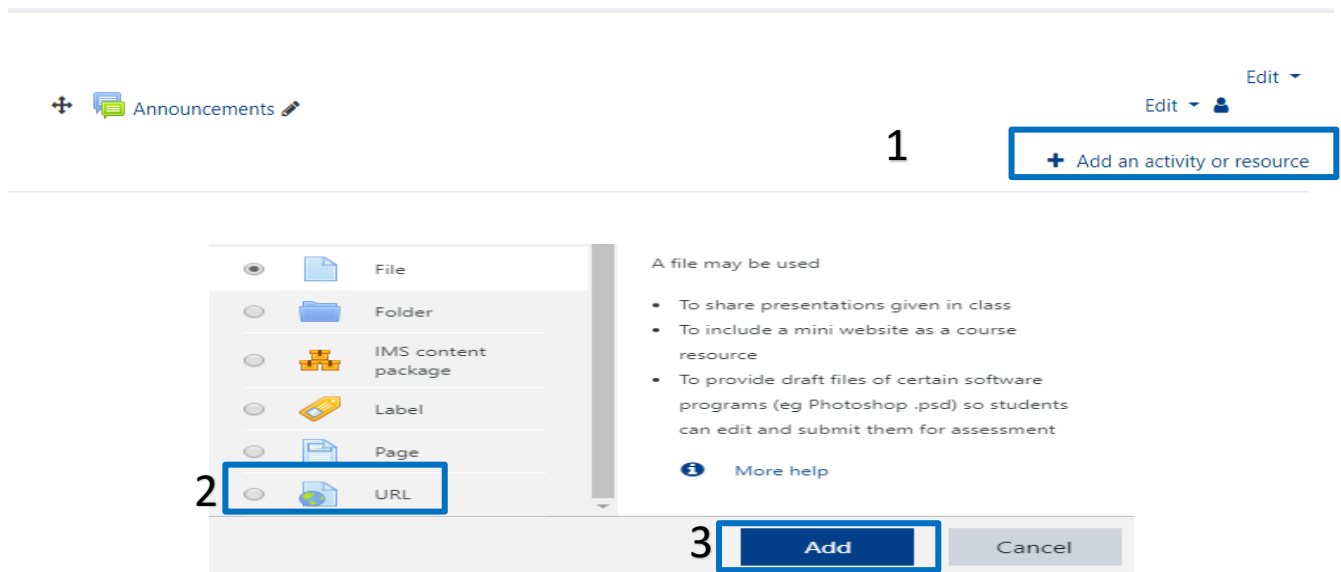 Edit
Announcements
Edit
1
Add an activity or resource
File
Folder
IMS content
package
Label
Page
2
URL
A file may be used
• To share presentations given in class
• To include a mini website as a course
resource
• To provide draft files of certain software
programs (eg Photoshop .psd) so students
can edit and submit them for assessment
More help
3
Add
Cancel